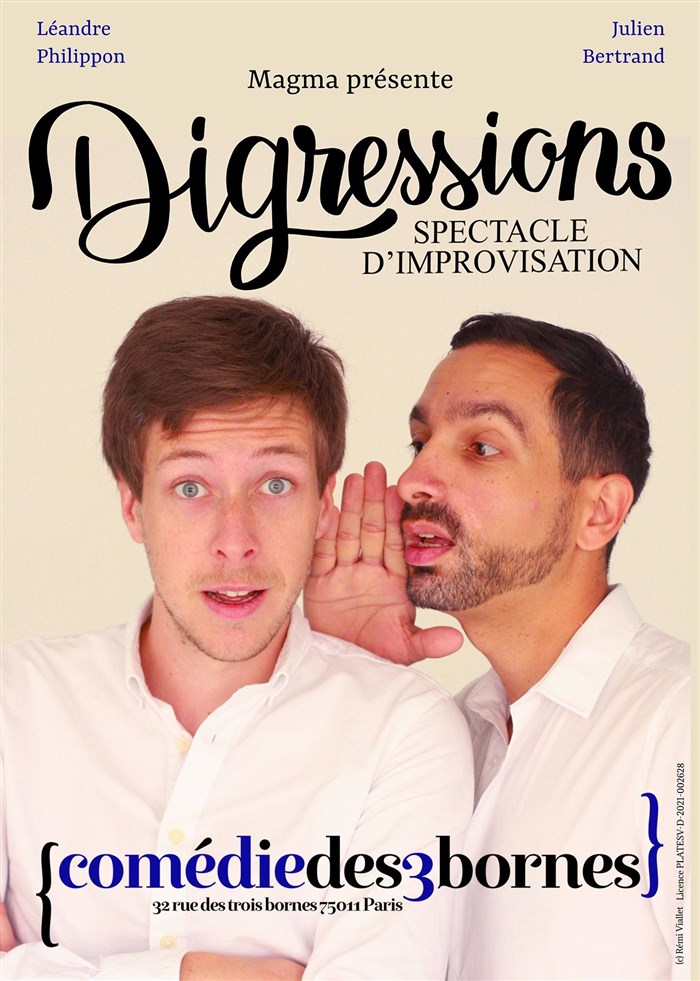 Léandre
Philippon
Julien
Bertrand
Magma présente
Digressions
SPECTACLE
D'IMPROVISATION
{comédiedes3bornes}
32 rue des trois bornes 75011 Paris
(c) Rémi Viallet Licence PLATESV-D-2021-002628